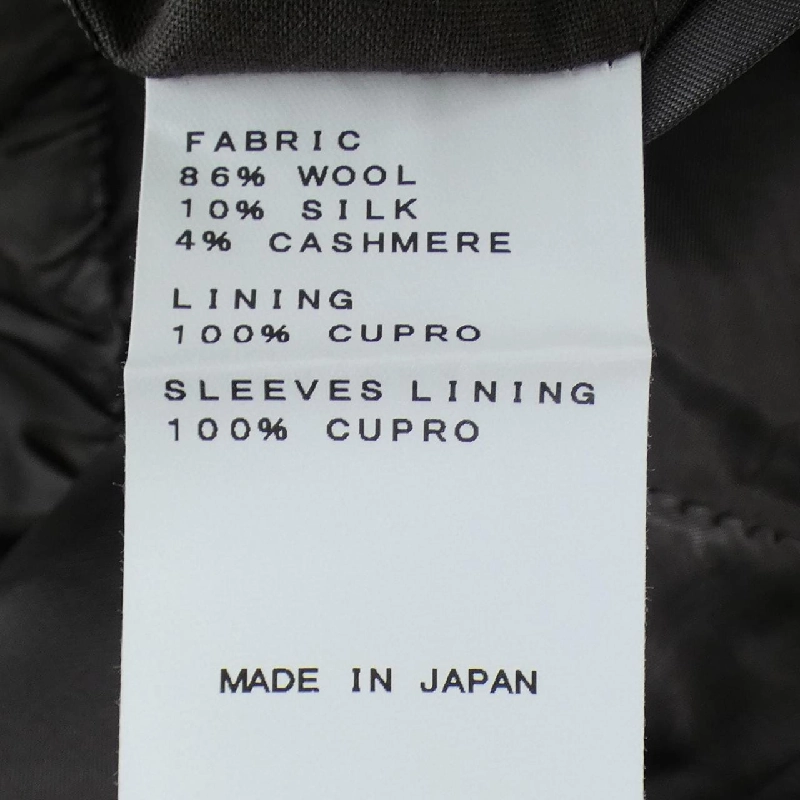 FABRIC
86% WOOL
10% SILK
4% CASHMERE
LINING
100% CUPRO
SLEEVES LINING
100% CUPRO
MADE IN JAPAN